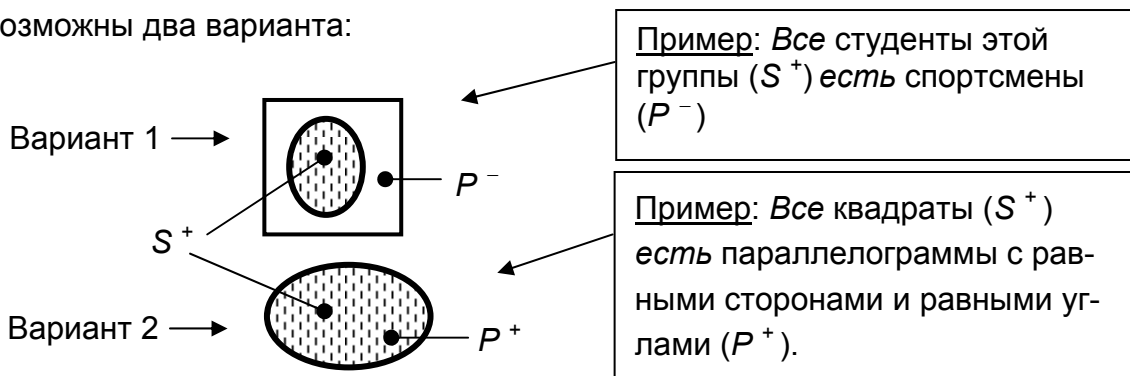 озможны два варианта:
Пример: Все студенты этой
группы (S +) есть спортсмены
(P −)
Вариант 1
P −
S +
Пример: Все квадраты (S +)
есть параллелограммы с рав-
ными сторонами и равными уг-
лами (P +).
Вариант 2
P +